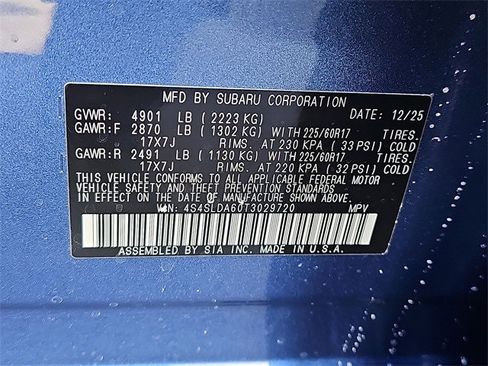 MFD BY SUBARU CORPORATION
GVWR: 4901 LB ( 2223 KG) DATE: 12/25
GAWR:F 2870 LB ( 1302 KG) WITH 225/60R17 TIRES.
17X7J RIMS. AT 230 KPA ( 33 PSI) COLD
GAWR:R 2491 LB ( 1130 KG) WITH 225/60R17 TIRES.
17X7J RIMS. AT 220 KPA ( 32 PSI) COLD
THIS VEHICLE CONFORMS TO ALL APPLICABLE FEDERAL MOTOR
VEHICLE SAFETY AND THEFT PREVENTION STANDARDS IN EFFECT
ON THE DATE OF MANUFACTURE SHOWN ABOVE.
VIN: 4S4SLDA60T3029720 MPV
ASSEMBLED BY SIA INC. MADE IN U.S.A.